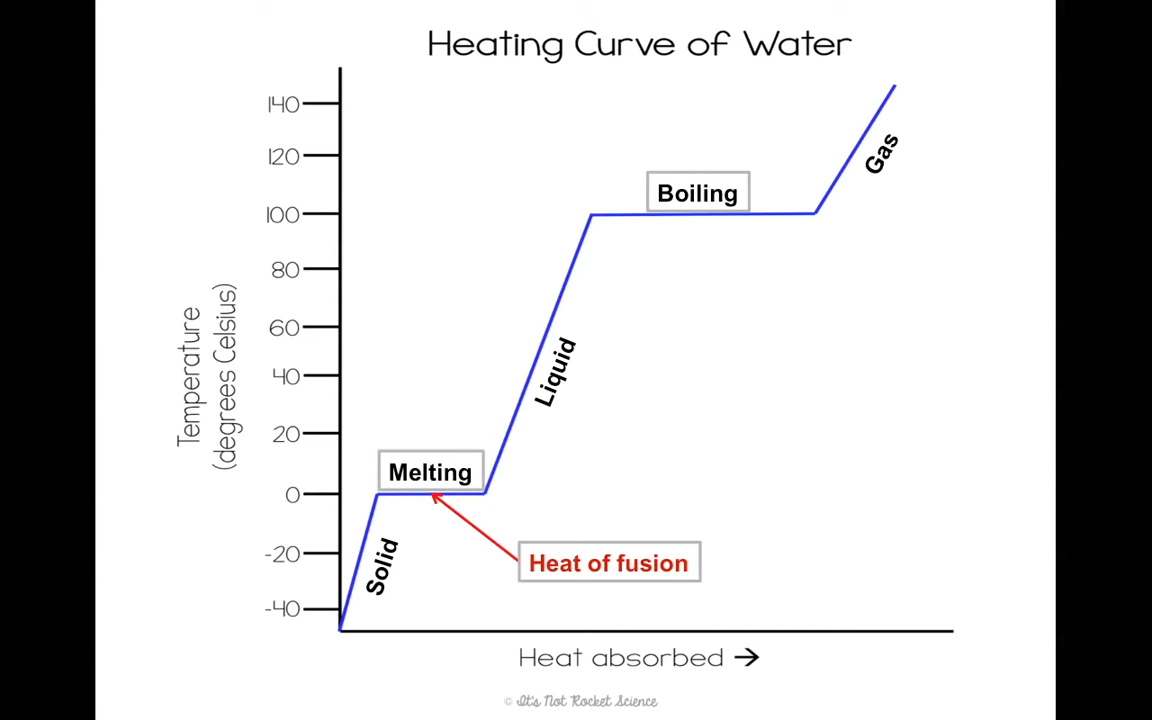 Heating Curve of Water
140
120
100
80
60
40
20
0
-20
-40
Temperature
(degrees Celsius)
Boiling
Gas
Liquid
Melting
Solid
Heat of fusion
Heat absorbed →
© It's Not Rocket Science